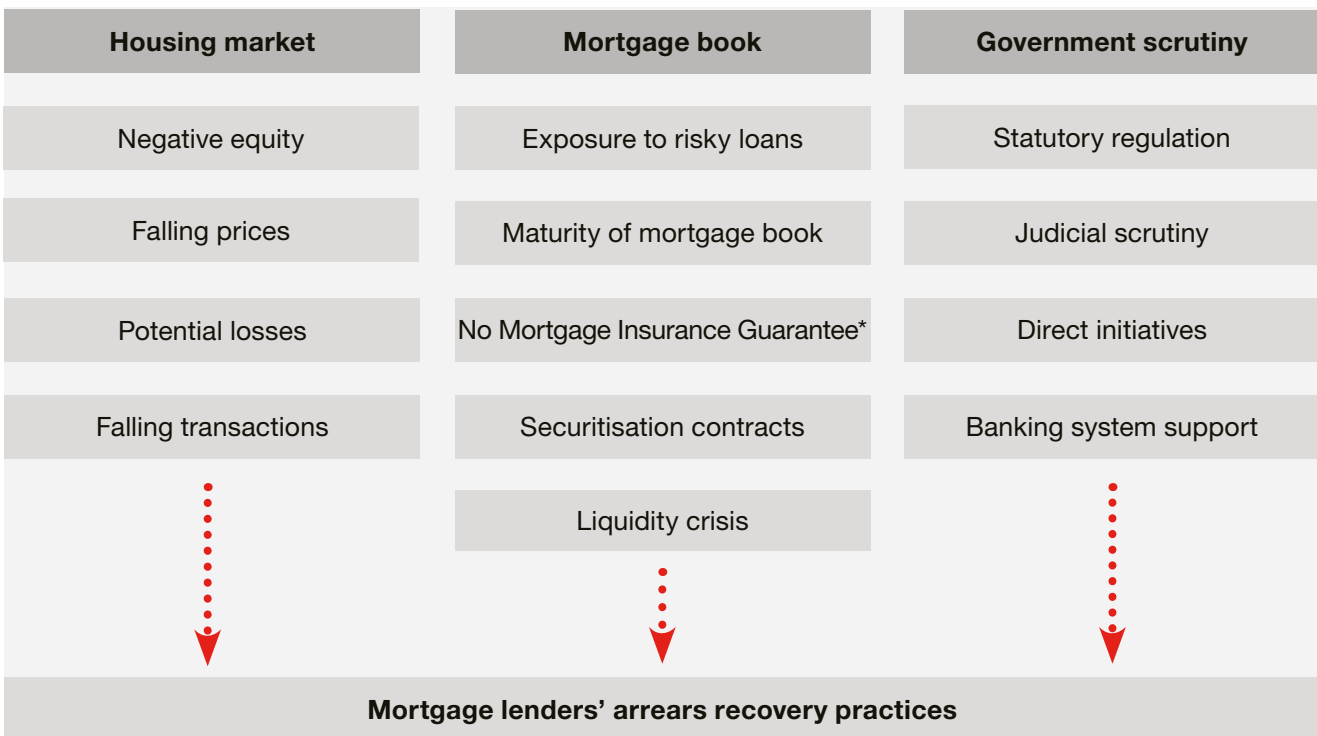 Housing market
Negative equity
Falling prices
Potential losses
Falling transactions
Mortgage book
Exposure to risky loans
Maturity of mortgage book
No Mortgage Insurance Guarantee*
Securitisation contracts
Liquidity crisis
Government scrutiny
Statutory regulation
Judicial scrutiny
Direct initiatives
Banking system support
Mortgage lenders’ arrears recovery practices